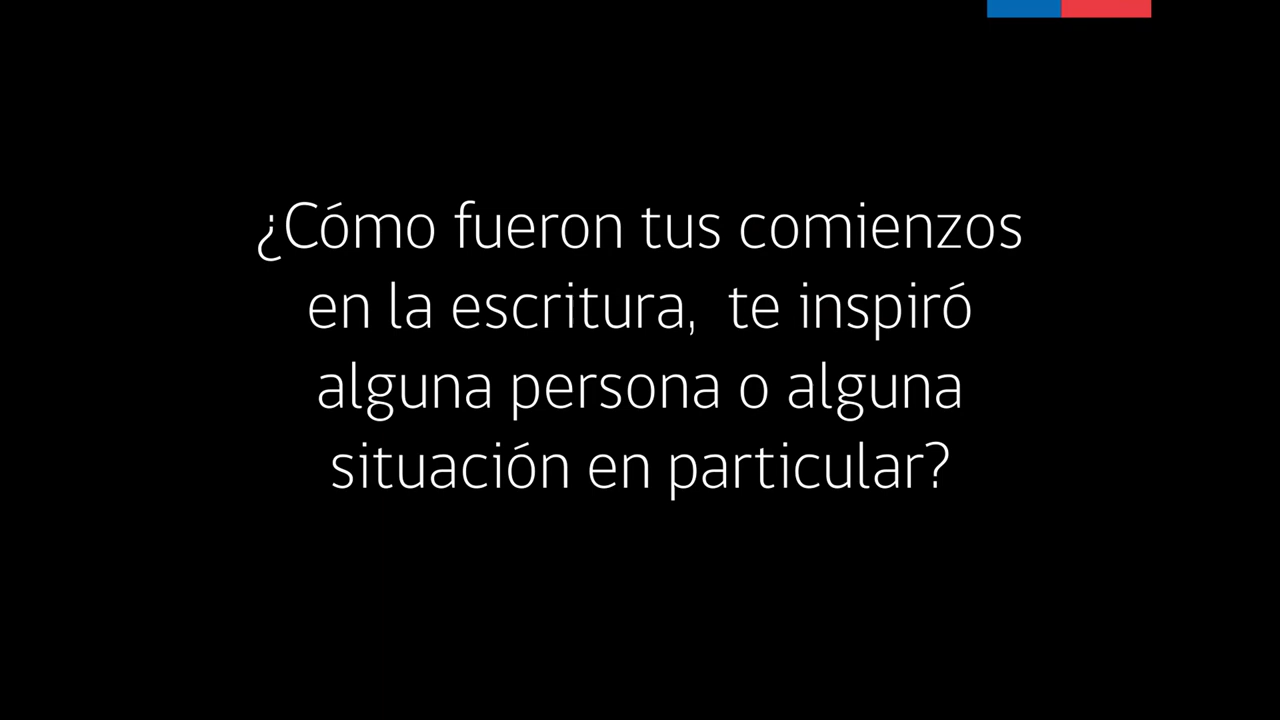 ¿Cómo fueron tus comienzos
en la escritura,  te inspiró
alguna persona o alguna
situación en particular?